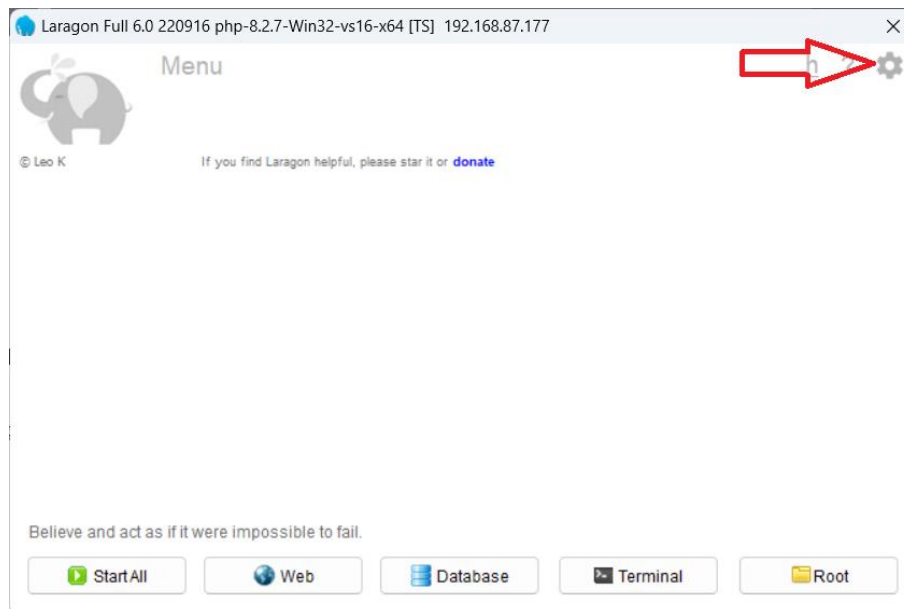 Laragon Full 6.0 220916 php-8.2.7-Win32-vs16-x64 [TS] 192.168.87.177
Menu
h ?
© Leo K
If you find Laragon helpful, please star it or donate
Believe and act as if it were impossible to fail.
Start All
Web
Database
Terminal
Root